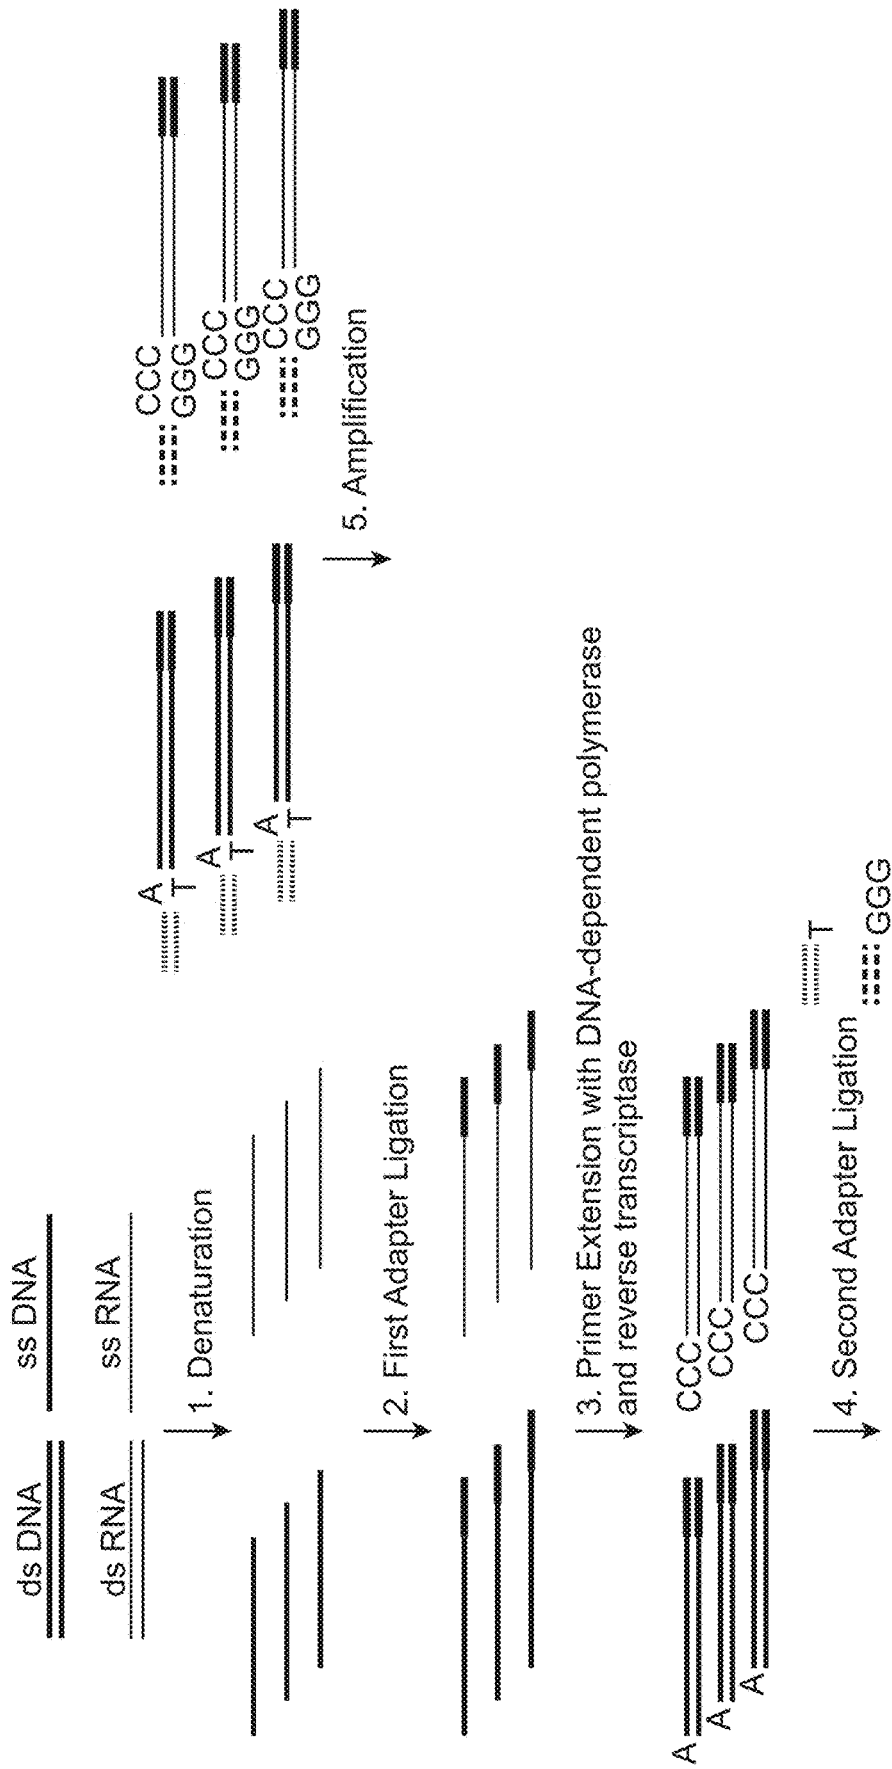 ds DNA
ss DNA
ds RNA
ss RNA
1. Denaturation
2. First Adapter Ligation
3. Primer Extension with DNA-dependent polymerase
and reverse transcriptase
A
A
A
CCC
CCC
CCC
4. Second Adapter Ligation
T
GGG
A
T
A
T
A
T
CCC
GGG
CCC
GGG
CCC
GGG
5. Amplification